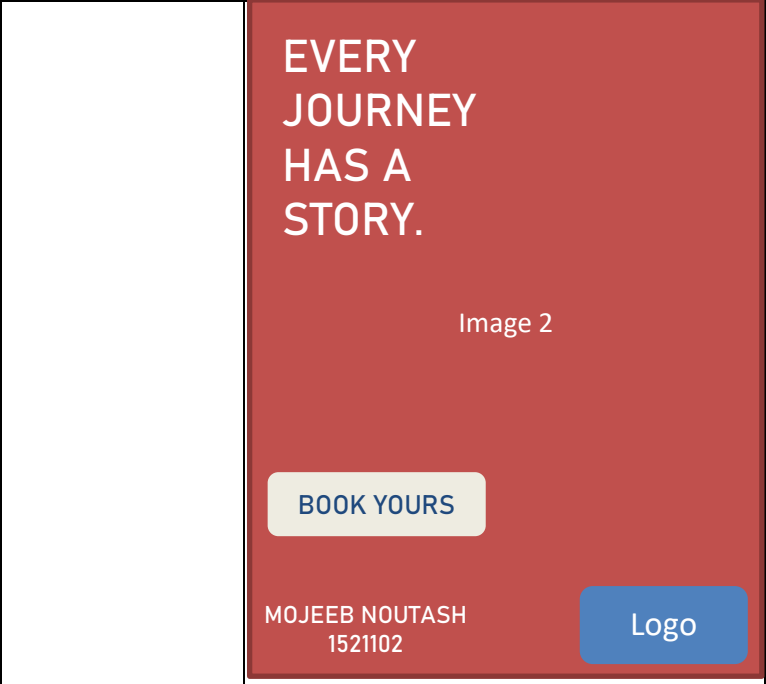 EVERY
JOURNEY
HAS A
STORY.
Image 2
BOOK YOURS
MOJEEB NOUTASH
1521102
Logo